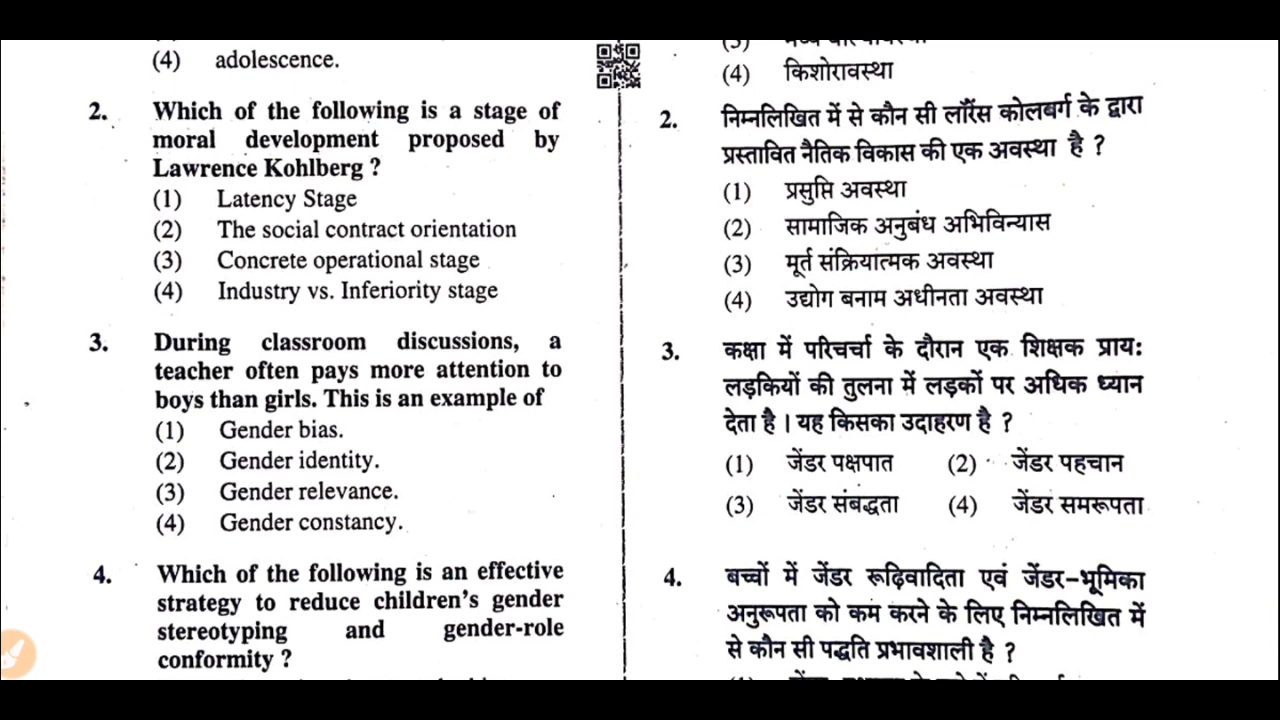 (4) adolescence.
2. Which of the following is a stage of
moral development proposed by
Lawrence Kohlberg ?
(1) Latency Stage
(2) The social contract orientation
(3) Concrete operational stage
(4) Industry vs. Inferiority stage
3. During classroom discussions, a
teacher often pays more attention to
boys than girls. This is an example of
(1) Gender bias.
(2) Gender identity.
(3) Gender relevance.
(4) Gender constancy.
4. Which of the following is an effective
strategy to reduce children's gender
stereotyping and gender-role
conformity ?
(4) किशोरावस्था
2. निम्नलिखित में से कौन सी लॉरेंस कोलबर्ग के द्वारा
प्रस्तावित नैतिक विकास की एक अवस्था है ?
(1) प्रसुप्ति अवस्था
(2) सामाजिक अनुबंध अभिविन्यास
(3) मूर्त संक्रियात्मक अवस्था
(4) उद्योग बनाम अधीनता अवस्था
3. कक्षा में परिचर्चा के दौरान एक शिक्षक प्रायः
लड़कियों की तुलना में लड़कों पर अधिक ध्यान
देता है । यह किसका उदाहरण है ?
(1) जेंडर पक्षपात (2) जेंडर पहचान
(3) जेंडर संबद्धता (4) जेंडर समरूपता
4. बच्चों में जेंडर रूढ़िवादिता एवं जेंडर-भूमिका
अनुरूपता को कम करने के लिए निम्नलिखित में
से कौन सी पद्धति प्रभावशाली है ?